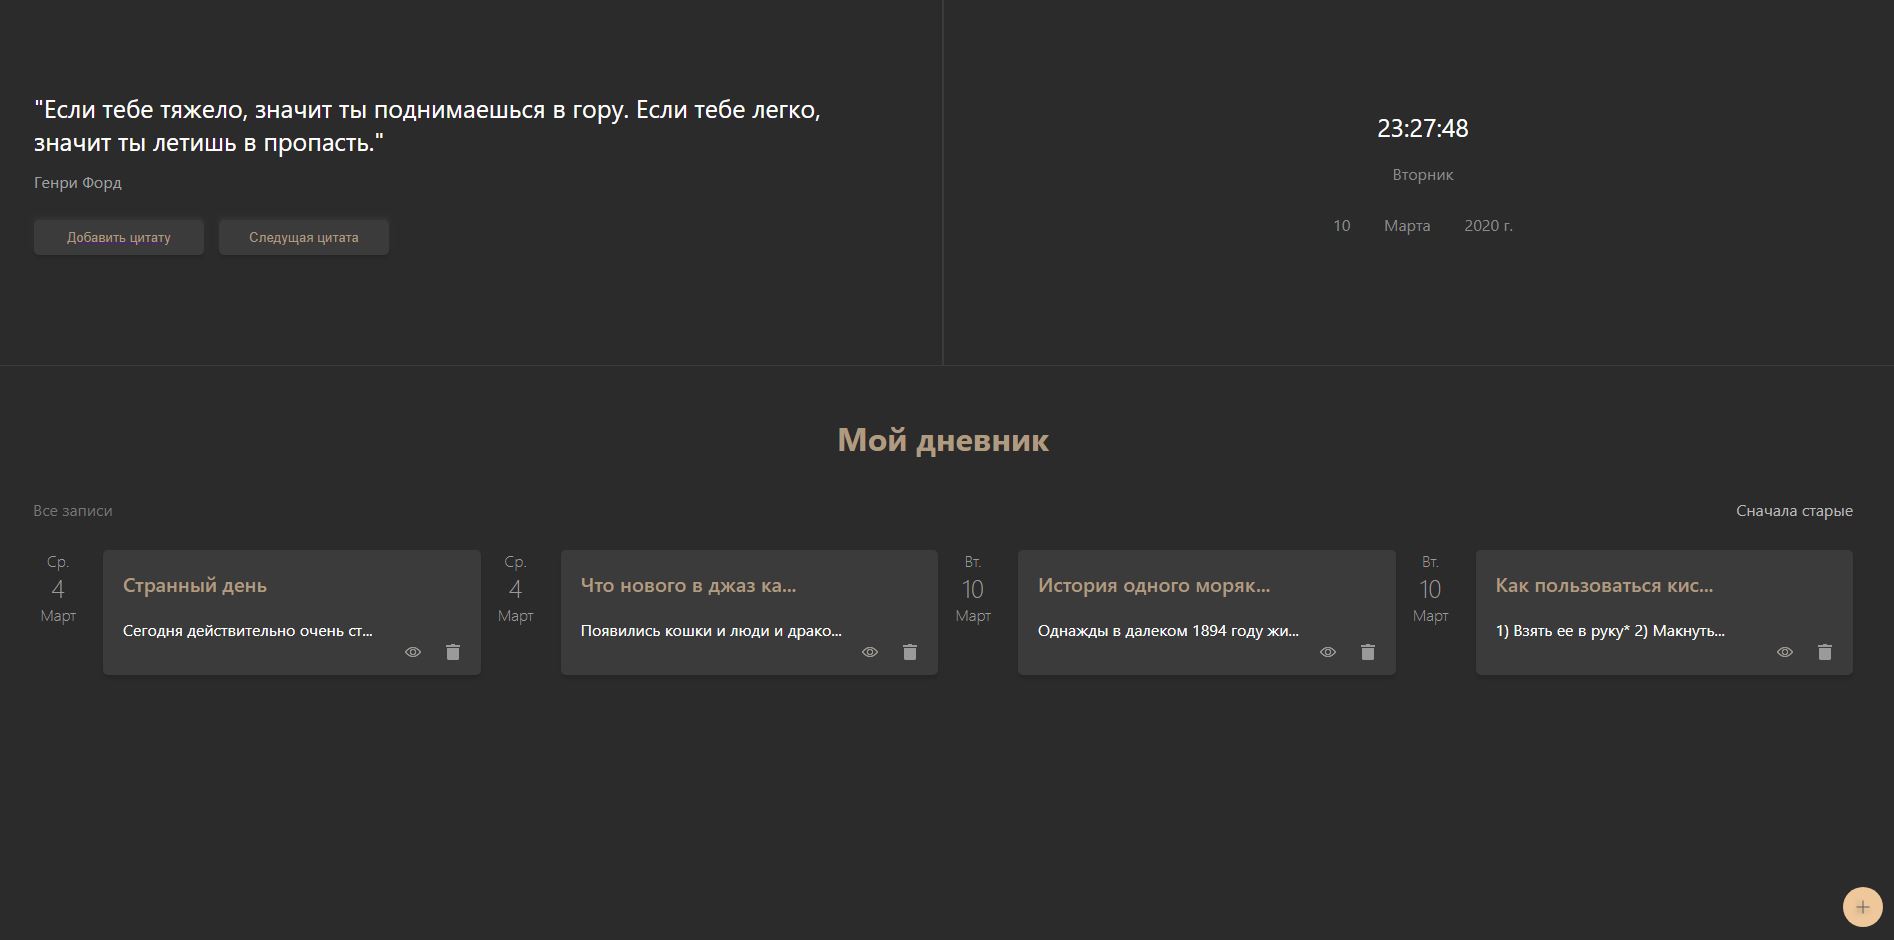 "Если тебе тяжело, значит ты поднимаешься в гору. Если тебе легко,
значит ты летишь в пропасть."
Генри Форд
Добавить цитату
Следущая цитата
23:27:48
Вторник
10 Марта 2020 г.
Мой дневник
Все записи
Сначала старые
Ср.
4
Март
Странный день
Сегодня действительно очень ст...
Ср.
4
Март
Что нового в джаз ка...
Появились кошки и люди и драко...
Вт.
10
Март
История одного моряк...
Однажды в далеком 1894 году жи...
Вт.
10
Март
Как пользоваться кис...
1) Взять ее в руку* 2) Макнуть...